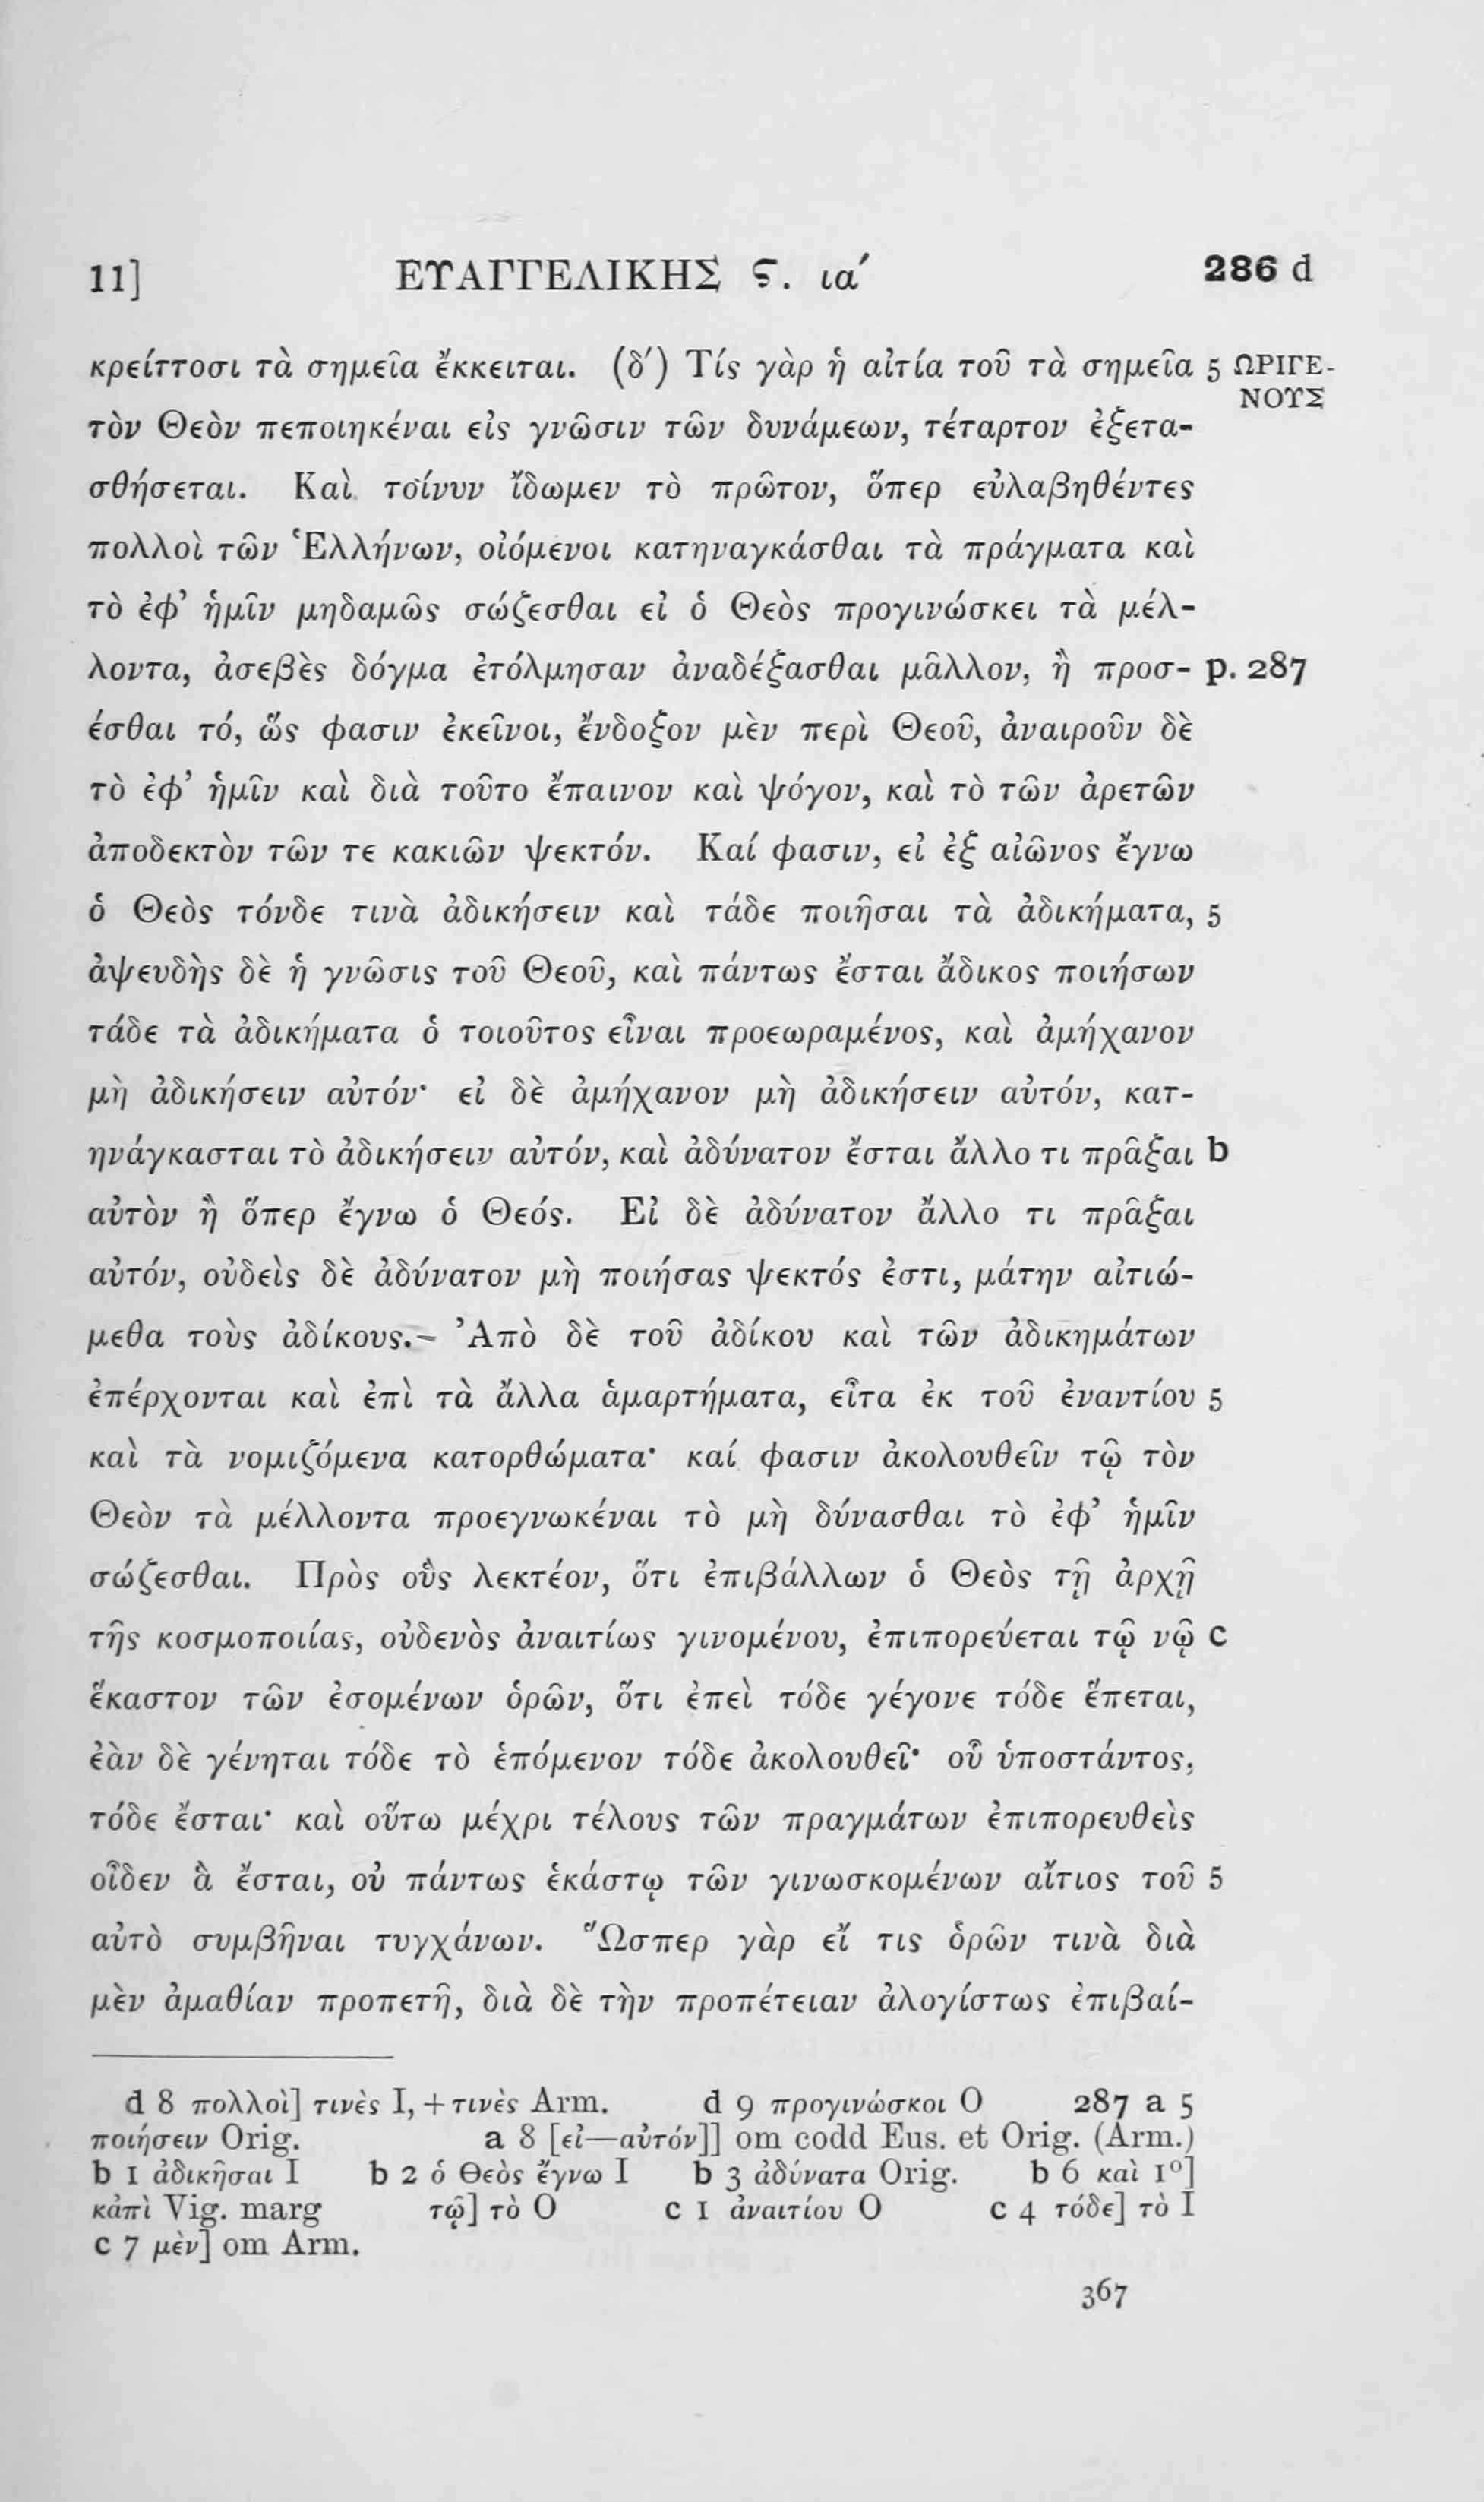 11] ΕΥΑΓΓΕΛΙΚΗΣ ϛ. ια΄ 286 d
κρείττοσι τὰ σημεῖα ἔκκειται. (δ΄) Τίς γὰρ ἡ αἰτία τοῦ τὰ σημεῖα 5 ΩΡΙΓΕ-
ΝΟΥΣ
τὸν Θεὸν πεποιηκέναι εἰς γνῶσιν τῶν δυνάμεων, τέταρτον ἐξετα-
σθήσεται. Καὶ τοίνυν ἴδωμεν τὸ πρῶτον, ὅπερ εὐλαβηθέντες
πολλοὶ τῶν Ἑλλήνων, οἰόμενοι κατηναγκάσθαι τὰ πράγματα καὶ
τὸ ἐφ’ ἡμῖν μηδαμῶς σώζεσθαι εἰ ὁ Θεὸς προγινώσκει τὰ μέλ-
λοντα, ἀσεβὲς δόγμα ἐτόλμησαν ἀναδέξασθαι μᾶλλον, ἢ προσ- p. 287
έσθαι τό, ὥς φασιν ἐκεῖνοι, ἔνδοξον μὲν περὶ Θεοῦ, ἀναιροῦν δὲ
τὸ ἐφ’ ἡμῖν καὶ διὰ τοῦτο ἔπαινον καὶ ψόγον, καὶ τὸ τῶν ἀρετῶν
ἀποδεκτὸν τῶν τε κακιῶν ψεκτόν. Καί φασιν, εἰ ἐξ αἰῶνος ἔγνω
ὁ Θεὸς τόνδε τινὰ ἀδικήσειν καὶ τάδε ποιῆσαι τὰ ἀδικήματα, 5
ἀψευδὴς δὲ ἡ γνῶσις τοῦ Θεοῦ, καὶ πάντως ἔσται ἄδικος ποιήσων
τάδε τὰ ἀδικήματα ὁ τοιοῦτος εἶναι προεωραμένος, καὶ ἀμήχανον
μὴ ἀδικήσειν αὐτόν· εἰ δὲ ἀμήχανον μὴ ἀδικήσειν αὐτόν, κατ-
ηνάγκασται τὸ ἀδικήσειν αὐτόν, καὶ ἀδύνατον ἔσται ἄλλο τι πρᾶξαι b
αὐτὸν ἢ ὅπερ ἔγνω ὁ Θεός. Εἰ δὲ ἀδύνατον ἄλλο τι πρᾶξαι
αὐτόν, οὐδεὶς δὲ ἀδύνατον μὴ ποιήσας ψεκτός ἐστι, μάτην αἰτιώ-
μεθα τοὺς ἀδίκους. Ἀπὸ δὲ τοῦ ἀδίκου καὶ τῶν ἀδικημάτων
ἐπέρχονται καὶ ἐπὶ τὰ ἄλλα ἁμαρτήματα, εἶτα ἐκ τοῦ ἐναντίου 5
καὶ τὰ νομιζόμενα κατορθώματα· καί φασιν ἀκολουθεῖν τῷ τὸν
Θεὸν τὰ μέλλοντα προεγνωκέναι τὸ μὴ δύνασθαι τὸ ἐφ’ ἡμῖν
σώζεσθαι. Πρὸς οὓς λεκτέον, ὅτι ἐπιβάλλων ὁ Θεὸς τῇ ἀρχῇ
τῆς κοσμοποιίας, οὐδενὸς ἀναιτίως γινομένου, ἐπιπορεύεται τῷ νῷ c
ἕκαστον τῶν ἐσομένων ὁρῶν, ὅτι ἐπεὶ τόδε γέγονε τόδε ἕπεται,
ἐὰν δὲ γένηται τόδε τὸ ἑπόμενον τόδε ἀκολουθεῖ· οὗ ὑποστάντος,
τόδε ἔσται· καὶ οὕτω μέχρι τέλους τῶν πραγμάτων ἐπιπορευθεὶς
οἶδεν ἃ ἔσται, οὐ πάντως ἑκάστῳ τῶν γινωσκομένων αἴτιος τοῦ 5
αὐτὸ συμβῆναι τυγχάνων. Ὥσπερ γὰρ εἴ τις ὁρῶν τινὰ διὰ
μὲν ἀμαθίαν προπετῆ, διὰ δὲ τὴν προπέτειαν ἀλογίστως ἐπιβαί-
d 8 πολλοὶ] τινὲς I, + τινὲς Arm. d 9 προγινώσκοι O 287 a 5
ποιήσειν Orig. a 8 [εἰ—αὐτόν]] om codd Eus. et Orig. (Arm.)
b 1 ἀδικῆσαι I b 2 ὁ Θεὸς ἔγνω I b 3 ἀδύνατα Orig. b 6 καὶ 1º]
κἀπὶ Vig. marg τῷ] τὸ O c 1 ἀναιτίου O c 4 τόδε] τὸ I
c 7 μὲν] om Arm.
367